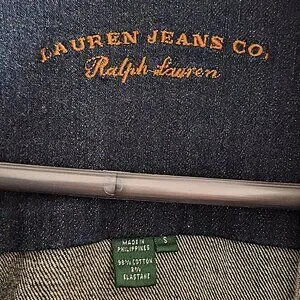 LAUREN JEANS CO.
Ralph Lauren
S
MADE IN
PHILIPPINES
98% COTTON
2%
ELASTANE